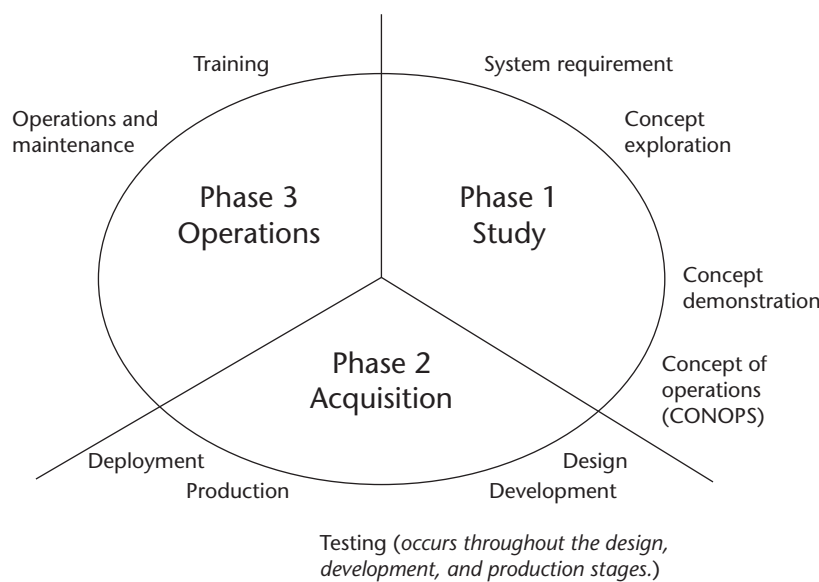 Training
System requirement
Operations and
maintenance
Concept
exploration
Phase 3
Operations
Phase 1
Study
Concept
demonstration
Phase 2
Acquisition
Concept of
operations
(CONOPS)
Deployment
Design
Production
Development
Testing (occurs throughout the design,
development, and production stages.)